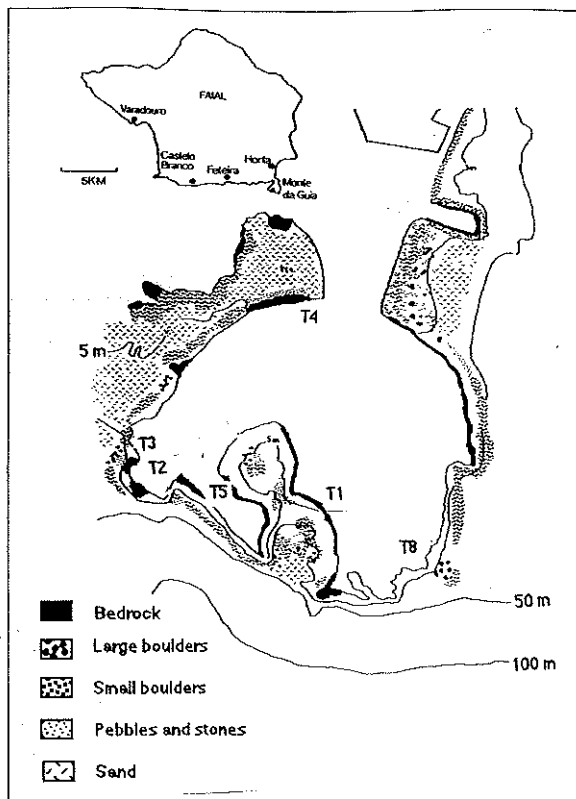 FAIAL
Varadouro
Castelo
Branco
Feteira
Horta
Monte
da Guia
5KM
T4
5 m
T3
T2
T5
5 m
T1
T8
50 m
100 m
Bedrock
Large boulders
Small boulders
Pebbles and stones
Sand